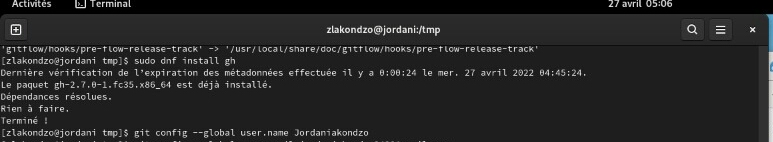 Activités
Terminal
27 avril 05:06
zlakondzo@jordani:/tmp
'gitflow/hooks/pre-flow-release-track' -> '/usr/local/share/doc/gitflow/hooks/pre-flow-release-track'
[zlakondzo@jordani tmp]$ sudo dnf install gh
Dernière vérification de l'expiration des métadonnées effectuée il y a 0:00:24 le mer. 27 avril 2022 04:45:24.
Le paquet gh-2.7.0-1.fc35.x86_64 est déjà installé.
Dépendances résolues.
Rien à faire.
Terminé !
[zlakondzo@jordani tmp]$ git config --global user.name Jordaniakondzo